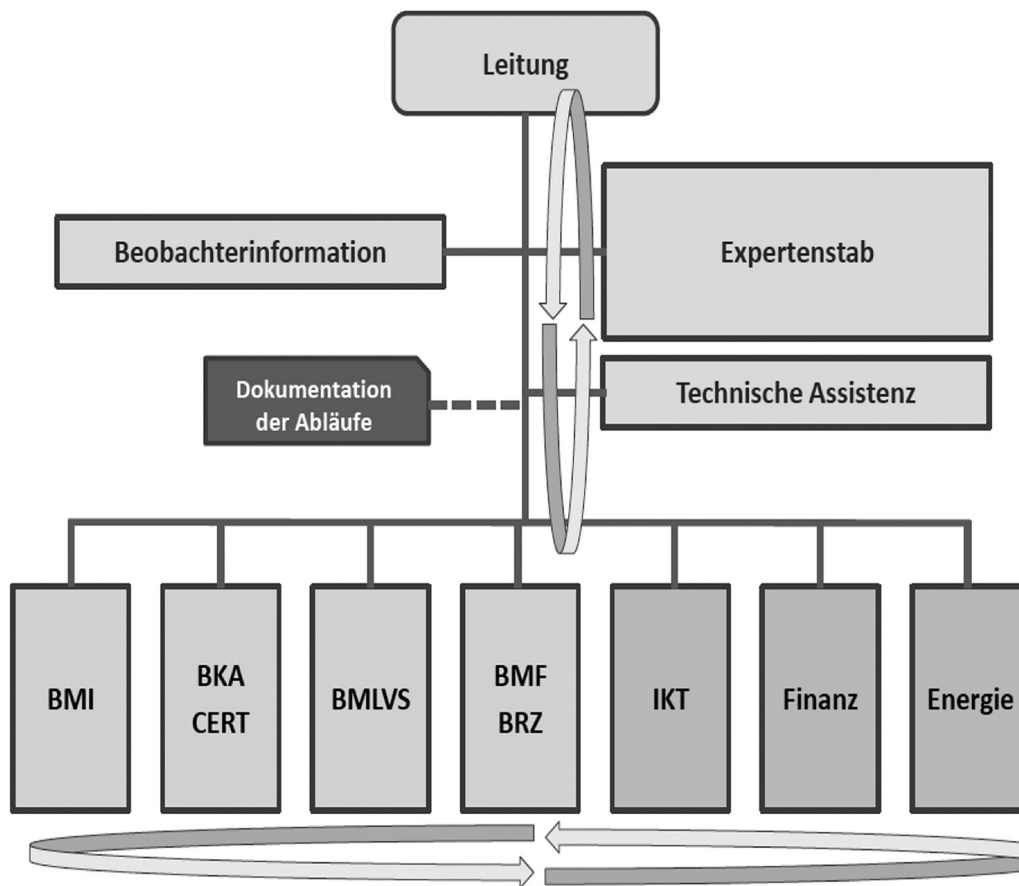 Leitung
Beobachterinformation
Expertenstab
Dokumentation
der Abläufe
Technische Assistenz
BMI
BKA
CERT
BMLVS
BMF
BRZ
IKT
Finanz
Energie